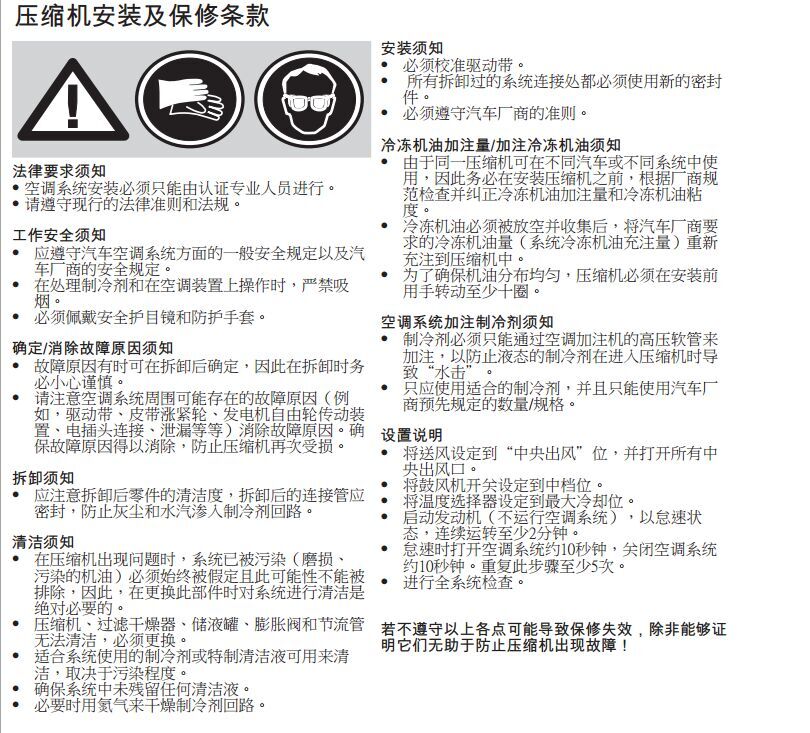 压缩机安装及保修条款
法律要求须知
• 空调系统安装必须只能由认证专业人员进行。
• 请遵守现行的法律准则和法规。
工作安全须知
• 应遵守汽车空调系统方面的一般安全规定以及汽
车厂商的安全规定。
• 在处理制冷剂和在空调装置上操作时，严禁吸
烟。
• 必须佩戴安全护目镜和防护手套。
确定/消除故障原因须知
• 故障原因有时可在拆卸后确定，因此在拆卸时务
必小心谨慎。
• 请注意空调系统周围可能存在的故障原因（例
如，驱动带、皮带涨紧轮、发电机自由轮传动装
置、电插头连接、泄漏等等）消除故障原因。确
保故障原因得以消除，防止压缩机再次受损。
拆卸须知
• 应注意拆卸后零件的清洁度，拆卸后的连接管应
密封，防止灰尘和水汽渗入制冷剂回路。
清洁须知
• 在压缩机出现问题时，系统已被污染（磨损、
污染的机油）必须始终被假定且此可能性不能被
排除，因此，在更换此部件时对系统进行清洁是
绝对必要的。
• 压缩机、过滤干燥器、储液罐、膨胀阀和节流管
无法清洁，必须更换。
• 适合系统使用的制冷剂或特制清洁液可用来清
洁，取决于污染程度。
• 确保系统中未残留任何清洁液。
• 必要时用氮气来干燥制冷剂回路。
安装须知
• 必须校准驱动带。
• 所有拆卸过的系统连接处都必须使用新的密封
件。
• 必须遵守汽车厂商的准则。
冷冻机油加注量/加注冷冻机油须知
• 由于同一压缩机可在不同汽车或不同系统中使
用，因此务必在安装压缩机之前，根据厂商规
范检查并纠正冷冻机油加注量和冷冻机油粘
度。
• 冷冻机油必须被放空并收集后，将汽车厂商要
求的冷冻机油量（系统冷冻机油充注量）重新
充注到压缩机中。
• 为了确保机油分布均匀，压缩机必须在安装前
用手转动至少十圈。
空调系统加注制冷剂须知
• 制冷剂必须只能通过空调加注机的高压软管来
加注，以防止液态的制冷剂在进入压缩机时导
致“水击”。
• 只应使用适合的制冷剂，并且只能使用汽车厂
商预先规定的数量/规格。
设置说明
• 将送风设定到“中央出风”位，并打开所有中
央出风口。
• 将鼓风机开关设定到中档位。
• 将温度选择器设定到最大冷却位。
• 启动发动机（不运行空调系统），以怠速状
态，连续运转至少2分钟。
• 怠速时打开空调系统约10秒钟，关闭空调系统
约10秒钟。重复此步骤至少5次。
• 进行全系统检查。
若不遵守以上各点可能导致保修失效，除非能够证
明它们无助于防止压缩机出现故障！